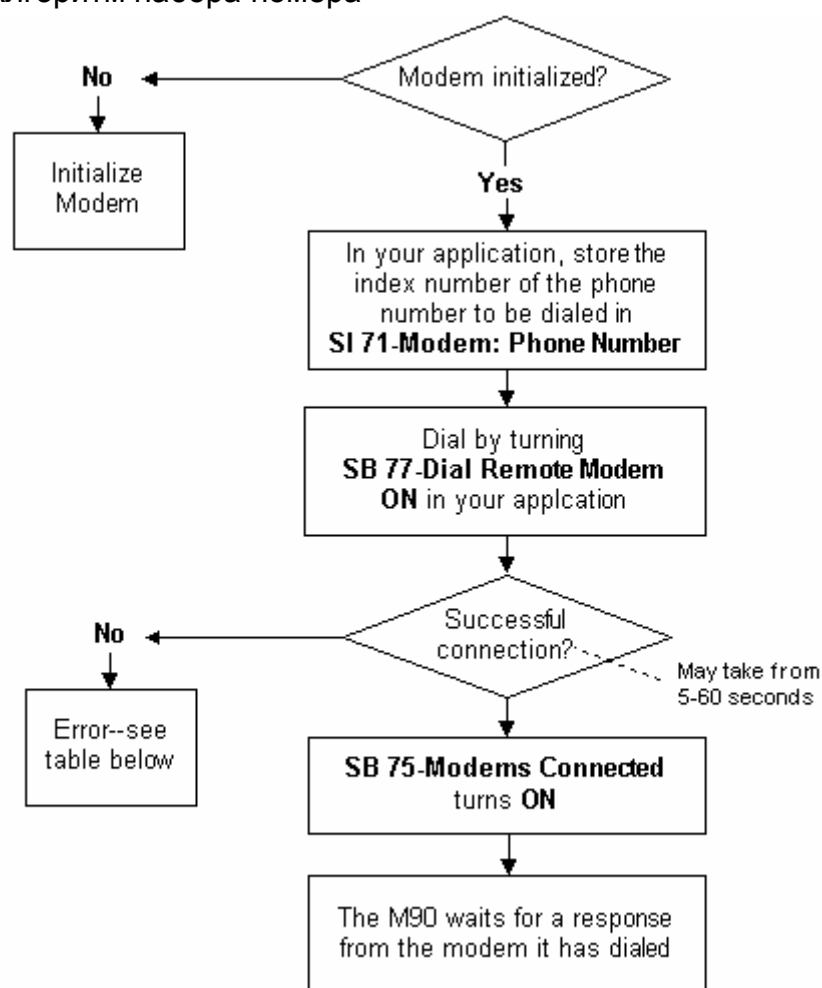 набора номера
Modem initialized?
No
Initialize
Modem
Yes
In your application, store the
index number of the phone
number to be dialed in
SI 71-Modem: Phone Number
Dial by turning
SB 77-Dial Remote Modem
ON in your applcation
Successful
connection?
No
May take from
5-60 seconds
Error--see
table below
SB 75-Modems Connected
turns ON
The M90 waits for a response
from the modem it has dialed